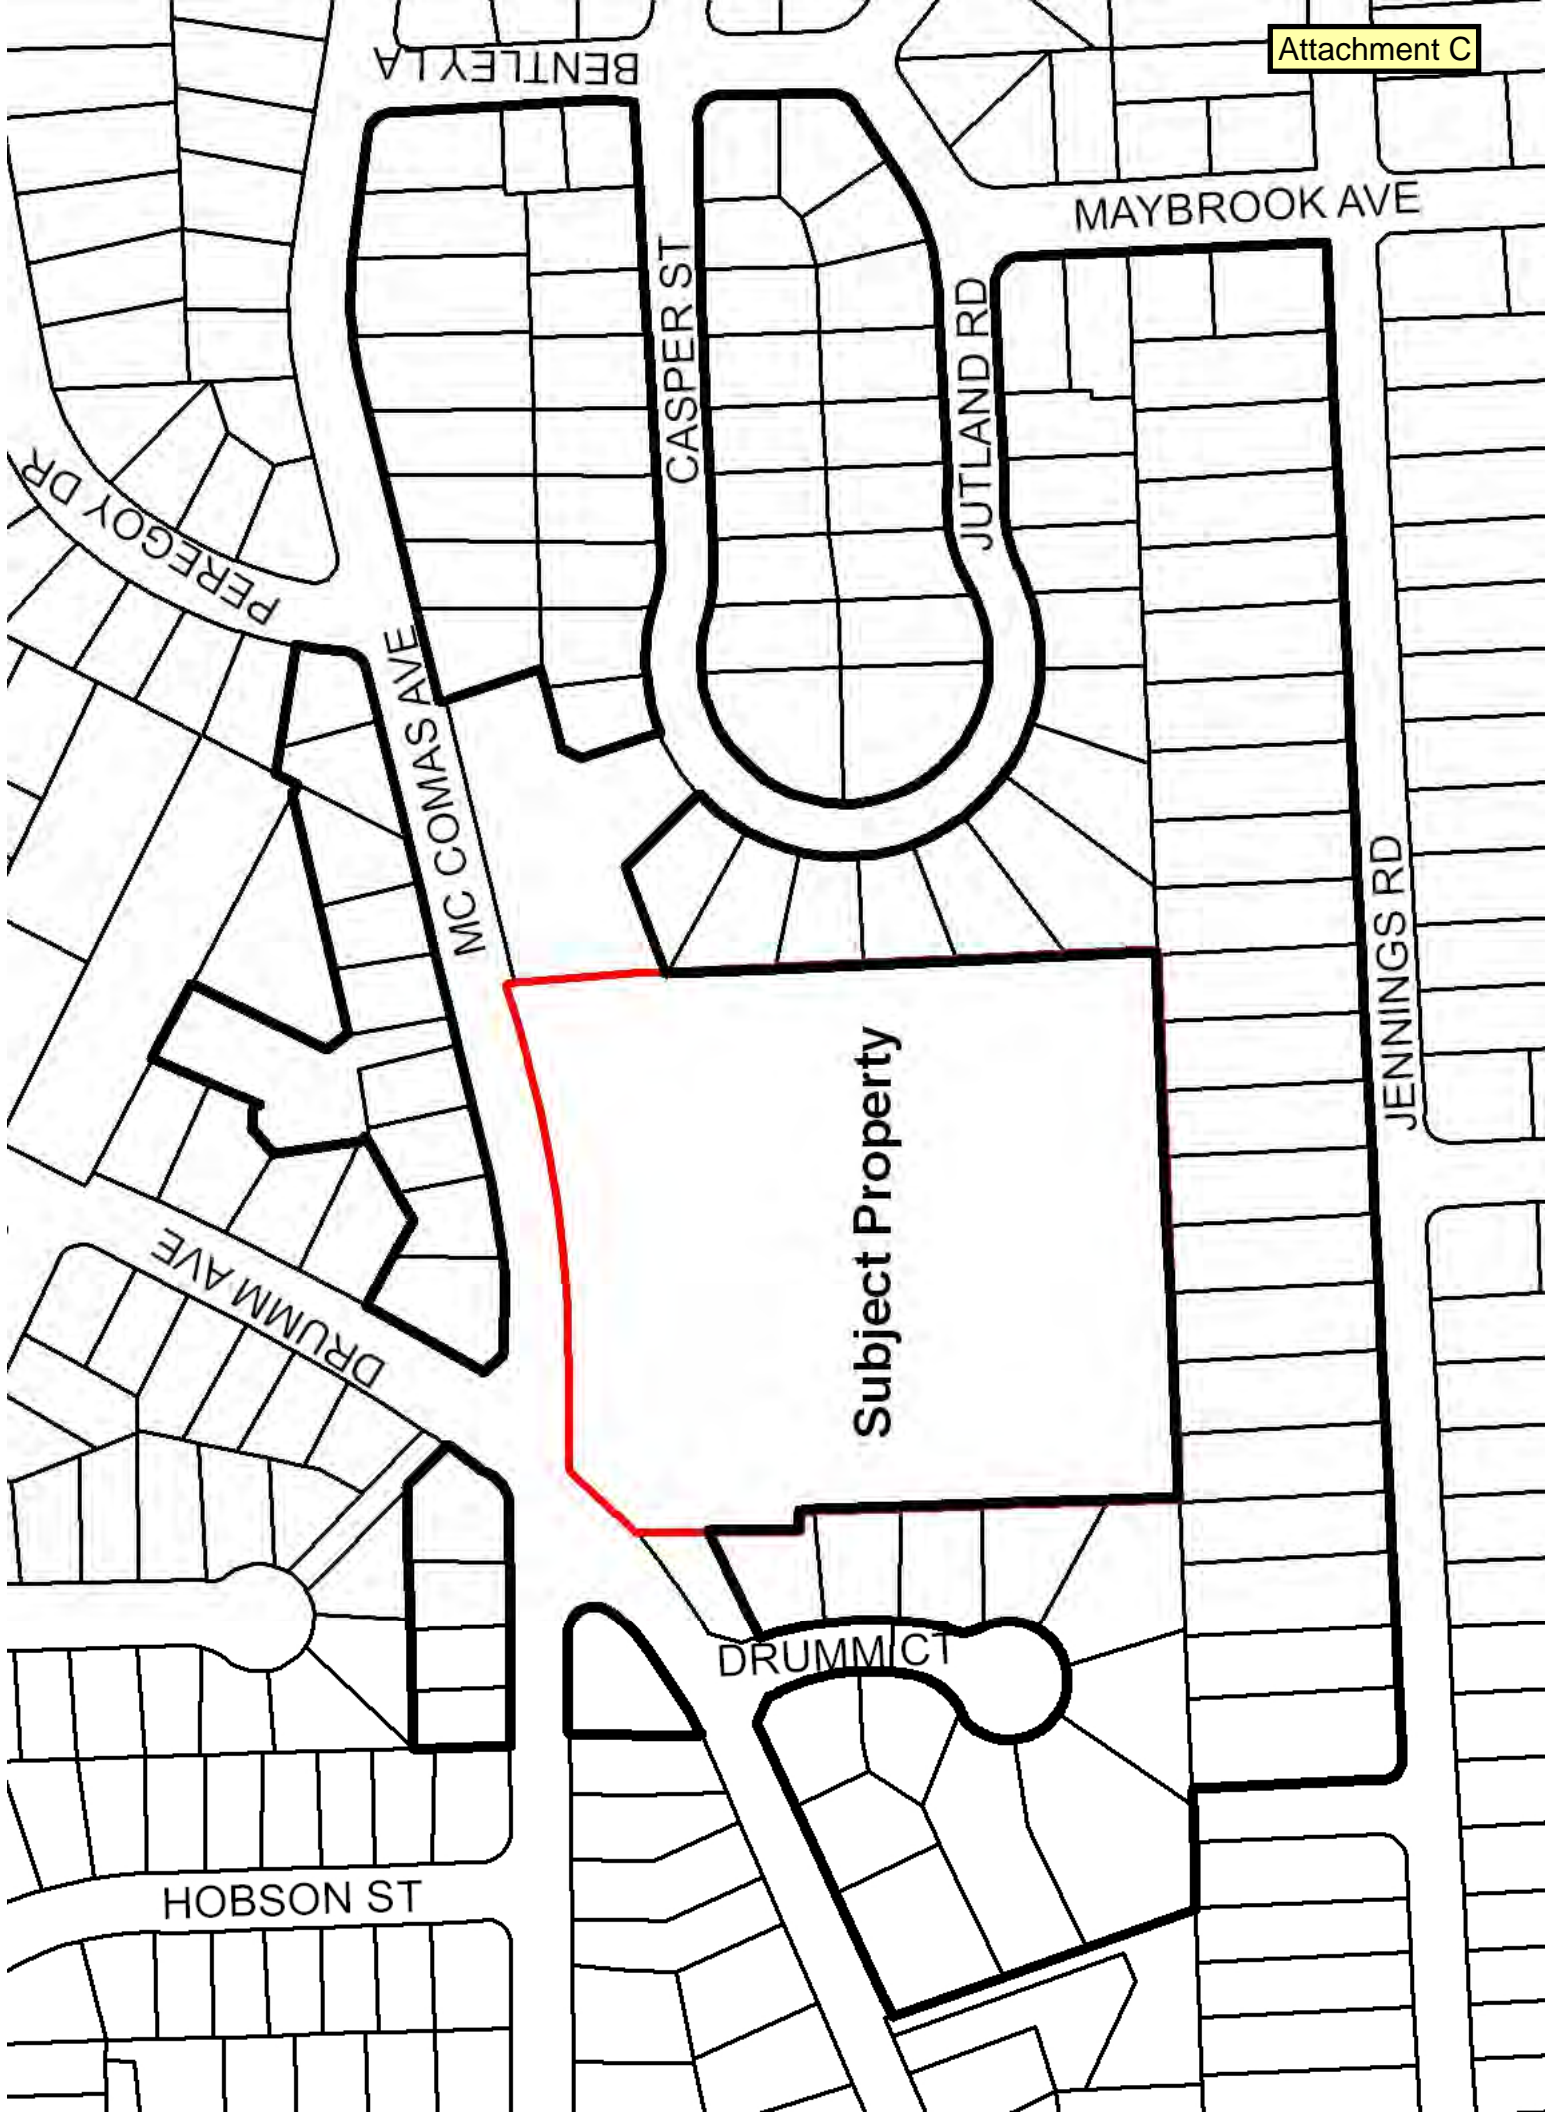 Attachment C
BENTLEY LA
MAYBROOK AVE
CASPER ST
JUTLAND RD
PEREGOY DR
MC COMAS AVE
JENNINGS RD
Subject Property
DRUMM AVE
DRUMM CT
HOBSON ST